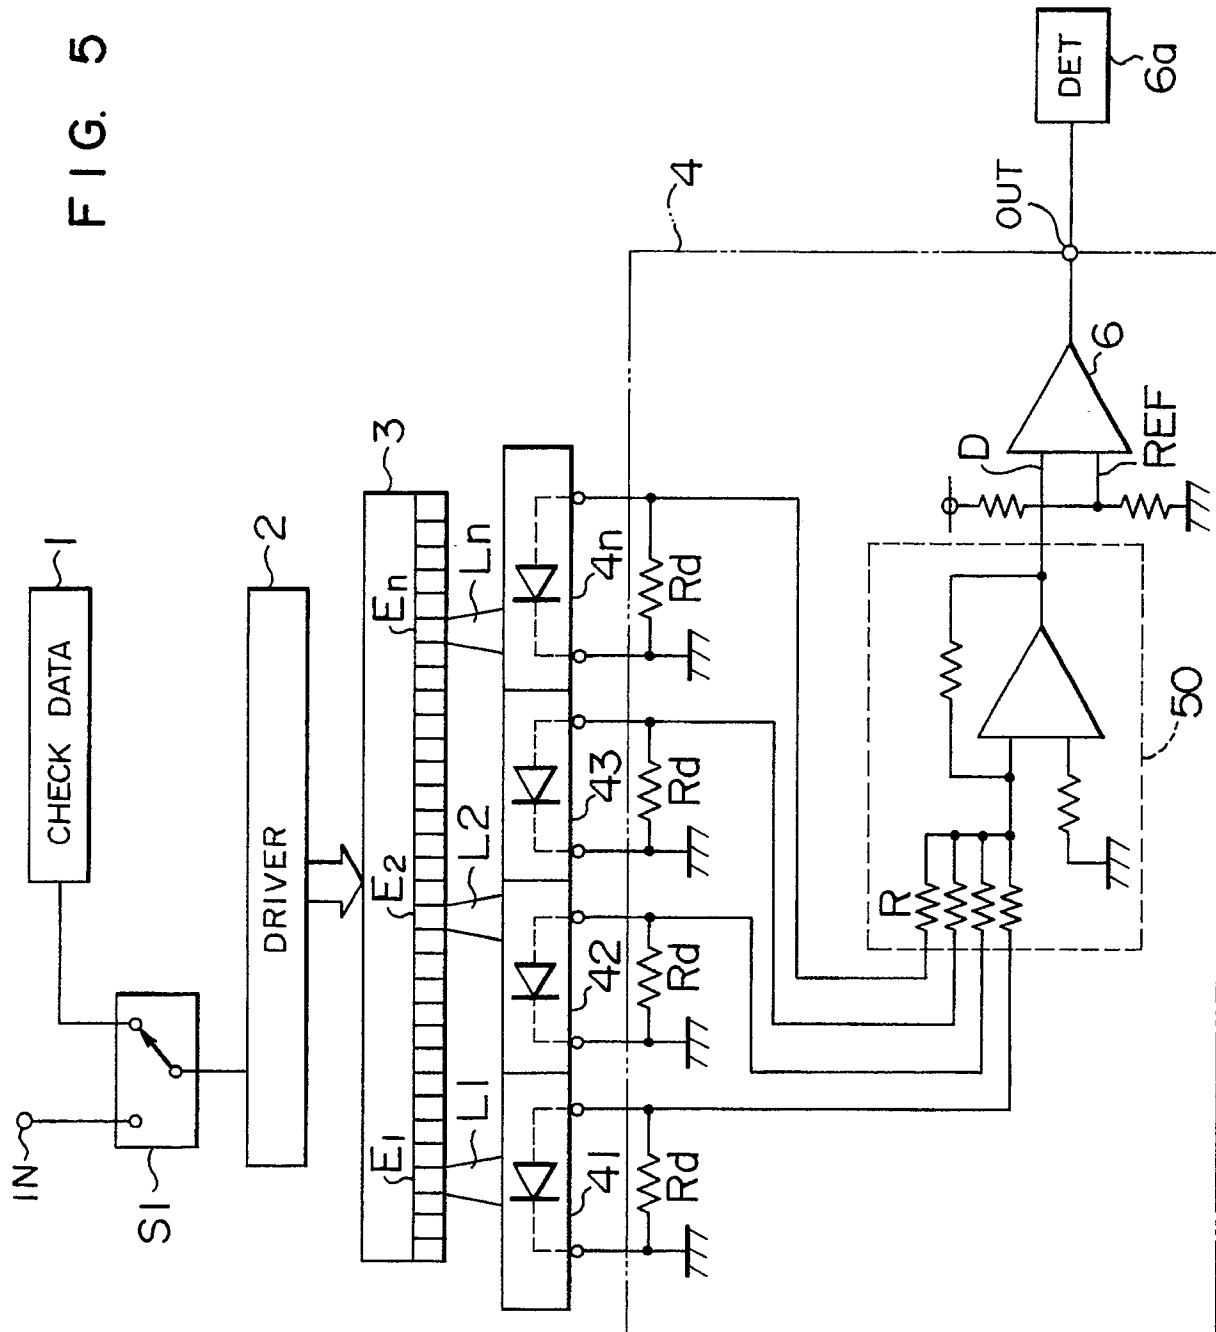 FIG. 5
IN
S1
CHECK DATA
1
DRIVER
2
3
E1
E2
En
L1
L2
Ln
41
42
43
4n
Rd
Rd
Rd
Rd
4
R
50
D
REF
6
OUT
DET
6a